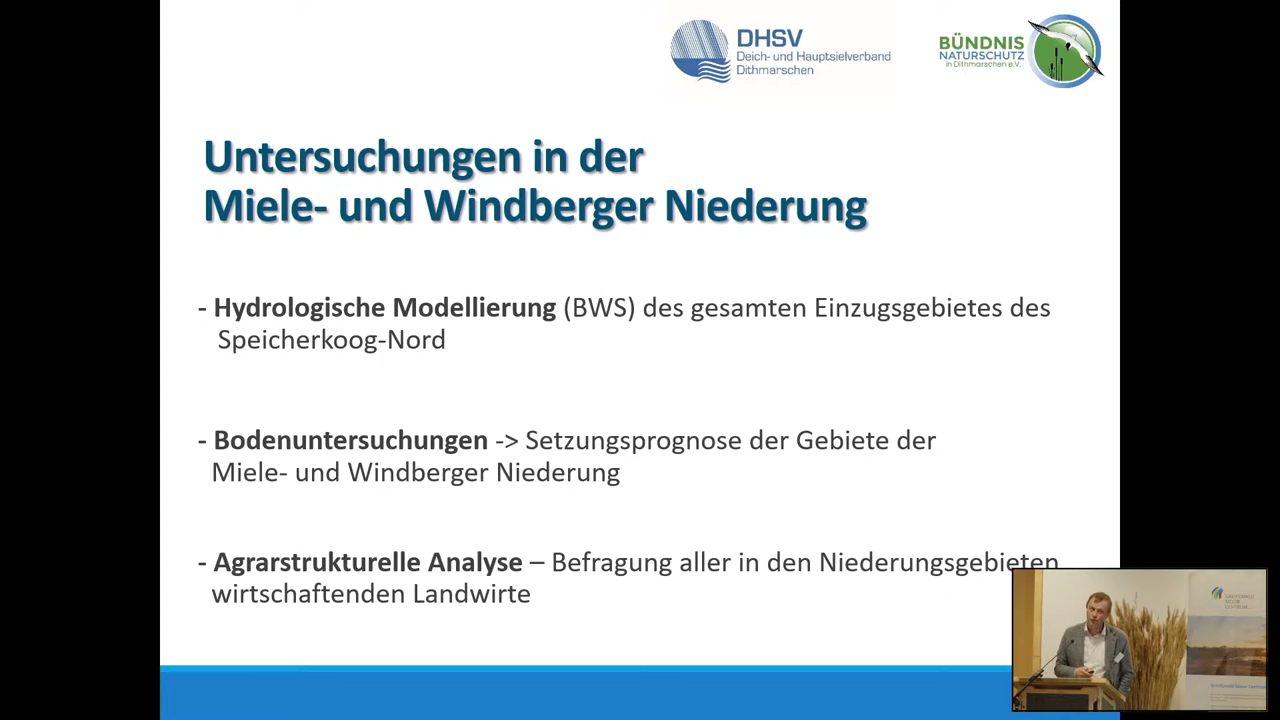 DHSV
Deich- und Hauptsielverband
Dithmarschen
BÜNDNIS
NATURSCHUTZ
in Dithmarschen e.V.
Untersuchungen in der
Miele- und Windberger Niederung
- Hydrologische Modellierung (BWS) des gesamten Einzugsgebietes des
Speicherkoog-Nord
- Bodenuntersuchungen -> Setzungsprognose der Gebiete der
Miele- und Windberger Niederung
- Agrarstrukturelle Analyse – Befragung aller in den Niederungsgebieten
wirtschaftenden Landwirte